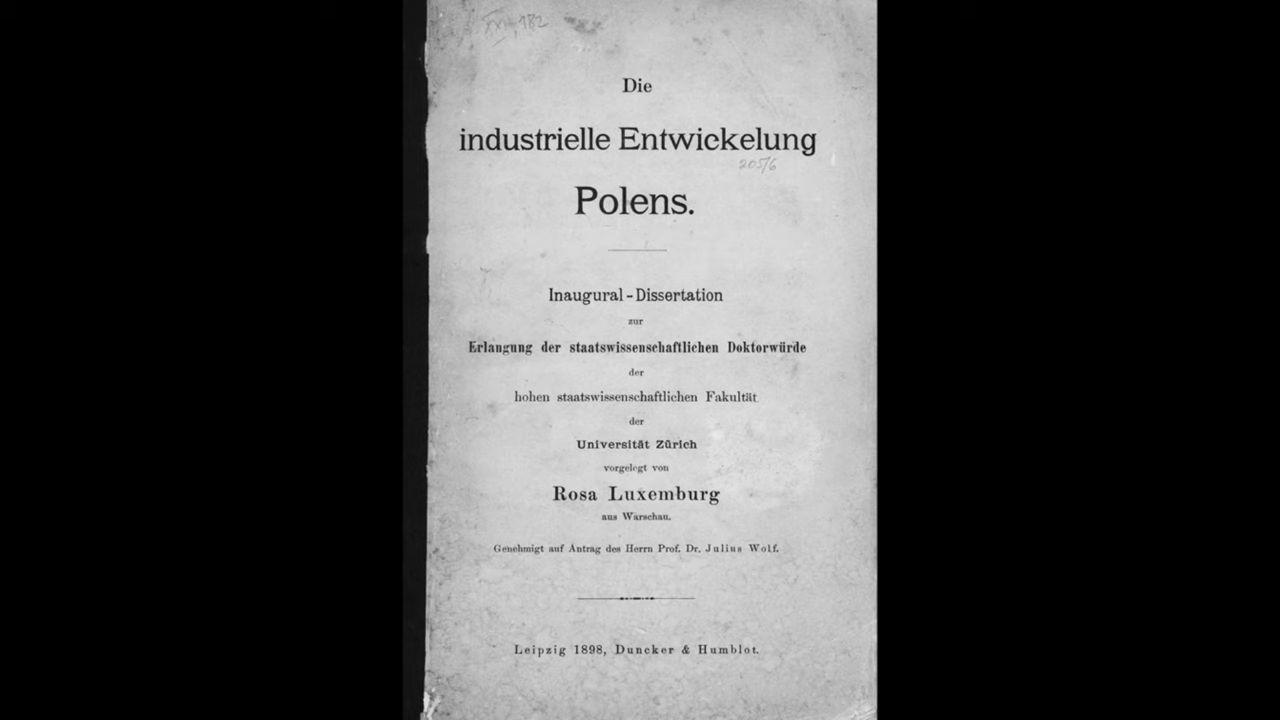 Die
industrielle Entwickelung
2056
Polens.
Inaugural-Dissertation
zur
Erlangung der staatswissenschaftlichen Doktorwürde
der
hohen staatswissenschaftlichen Fakultät
der
Universität Zürich
vorgelegt von
Rosa Luxemburg
aus Warschau.
Genehmigt auf Antrag des Herrn Prof. Dr. Julius Wolf.
Leipzig 1898, Duncker & Humblot.